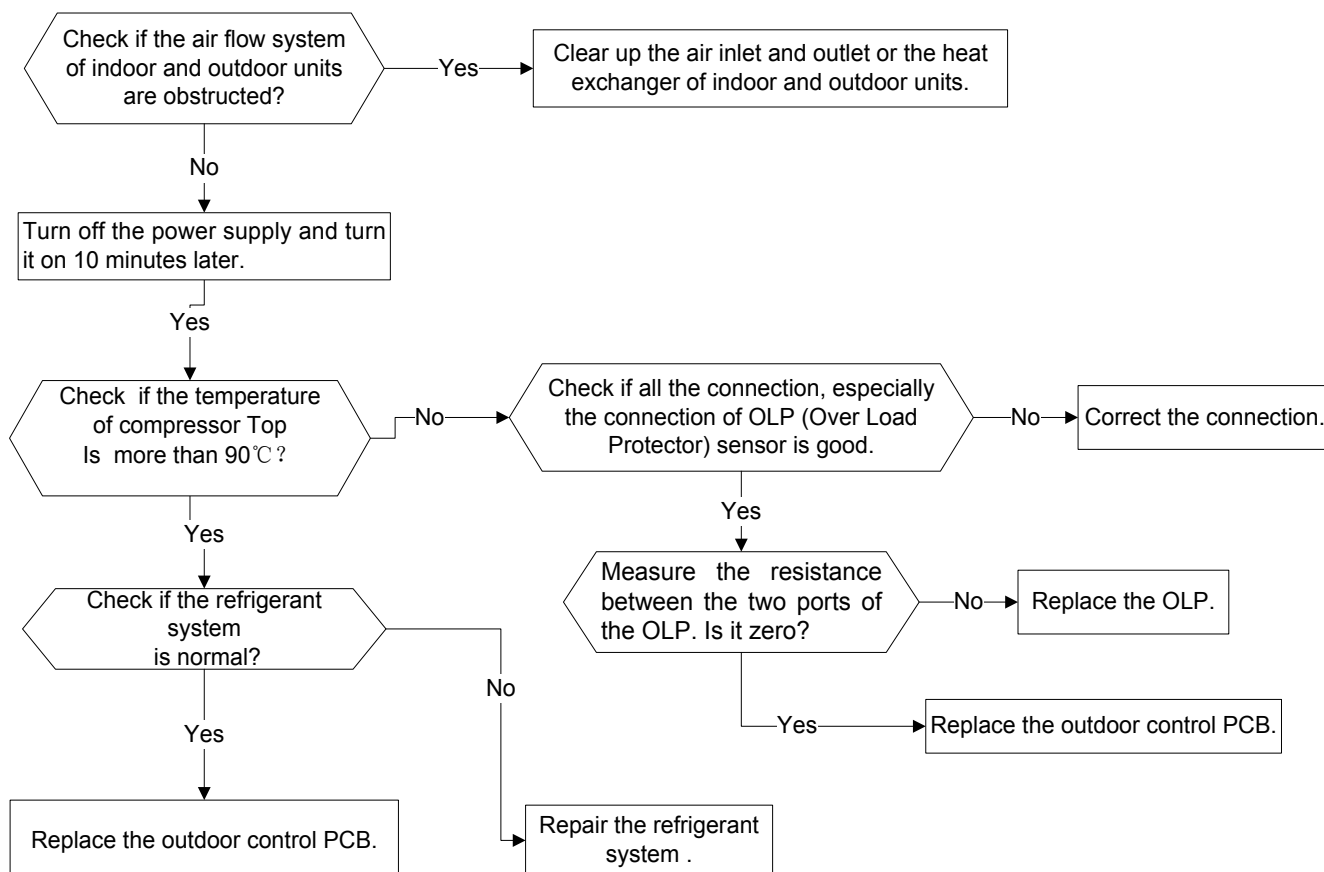 Check if the air flow system
of indoor and outdoor units
are obstructed?
Yes
Clear up the air inlet and outlet or the heat
exchanger of indoor and outdoor units.
No
Turn off the power supply and turn
it on 10 minutes later.
Yes
Check if the temperature
of compressor Top
Is more than 90℃?
No
Check if all the connection, especially
the connection of OLP (Over Load
Protector) sensor is good.
No
Correct the connection.
Yes
Yes
Check if the refrigerant
system
is normal?
Measure the resistance
between the two ports of
the OLP. Is it zero?
No
Replace the OLP.
No
Yes
Yes
Replace the outdoor control PCB.
Replace the outdoor control PCB.
Repair the refrigerant
system .